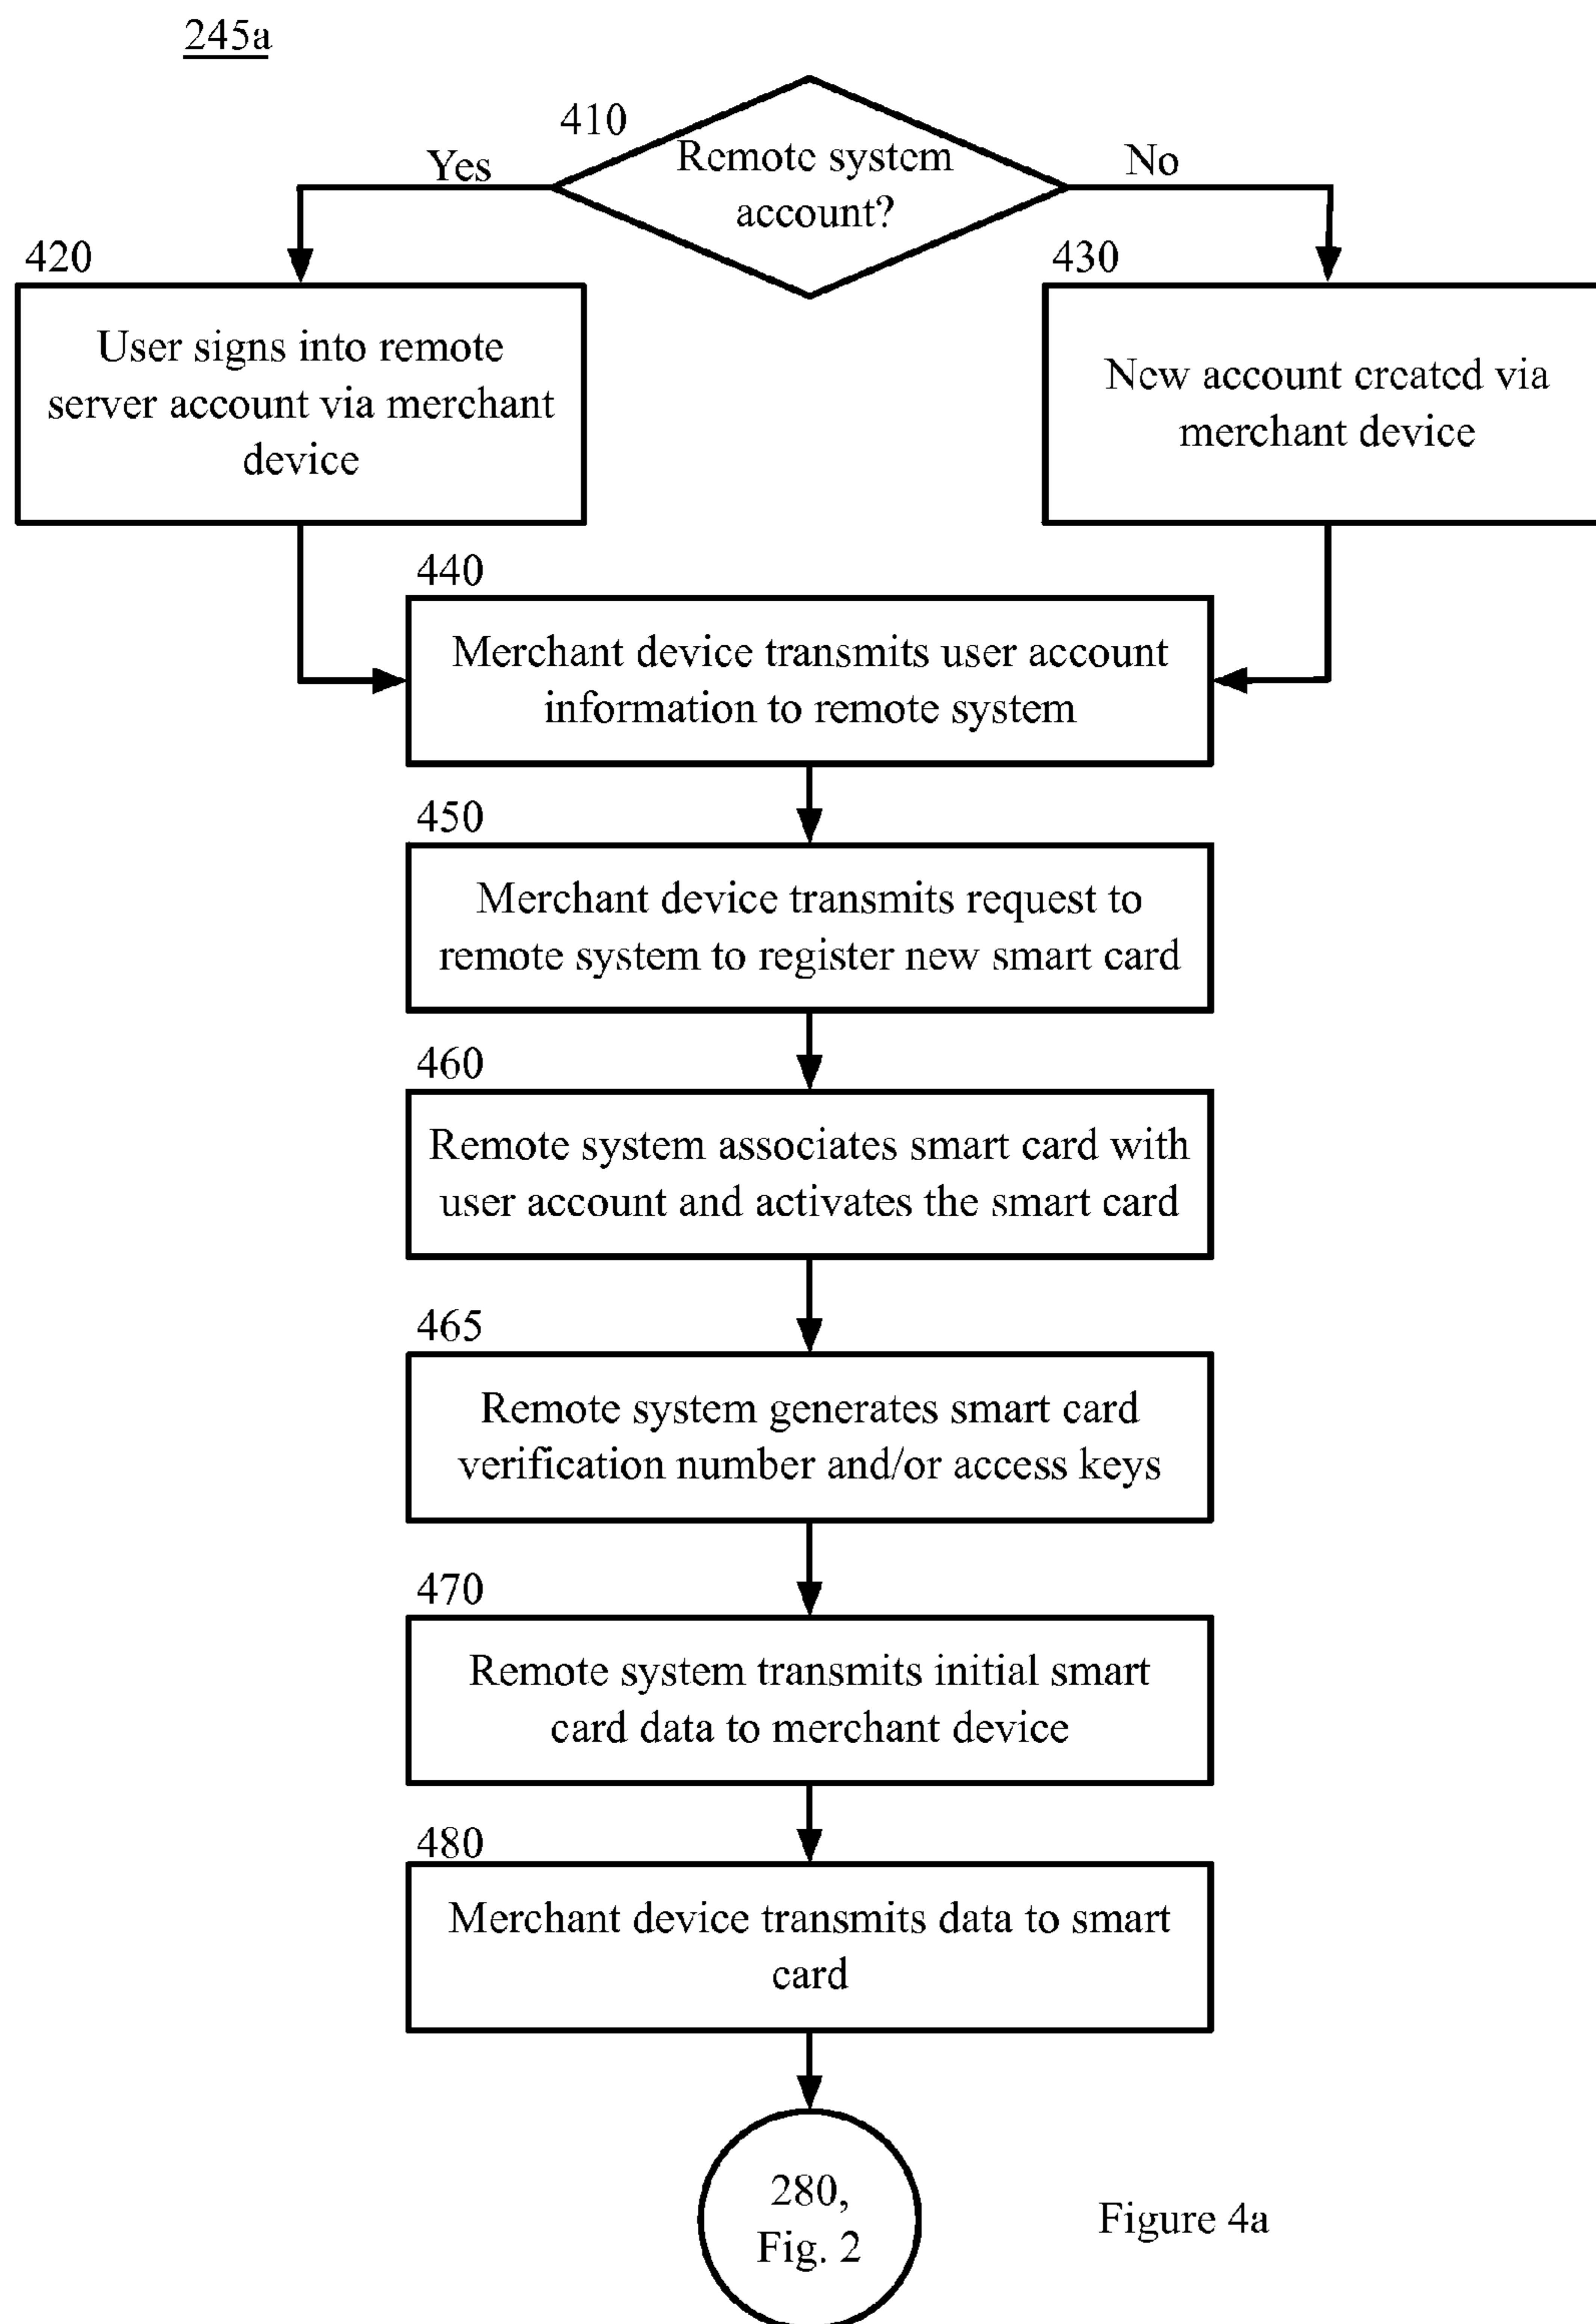 245a
410
Remote system
account?
Yes
No
420
User signs into remote
server account via merchant
device
430
New account created via
merchant device
440
Merchant device transmits user account
information to remote system
450
Merchant device transmits request to
remote system to register new smart card
460
Remote system associates smart card with
user account and activates the smart card
465
Remote system generates smart card
verification number and/or access keys
470
Remote system transmits initial smart
card data to merchant device
480
Merchant device transmits data to smart
card
280,
Fig. 2
Figure 4a